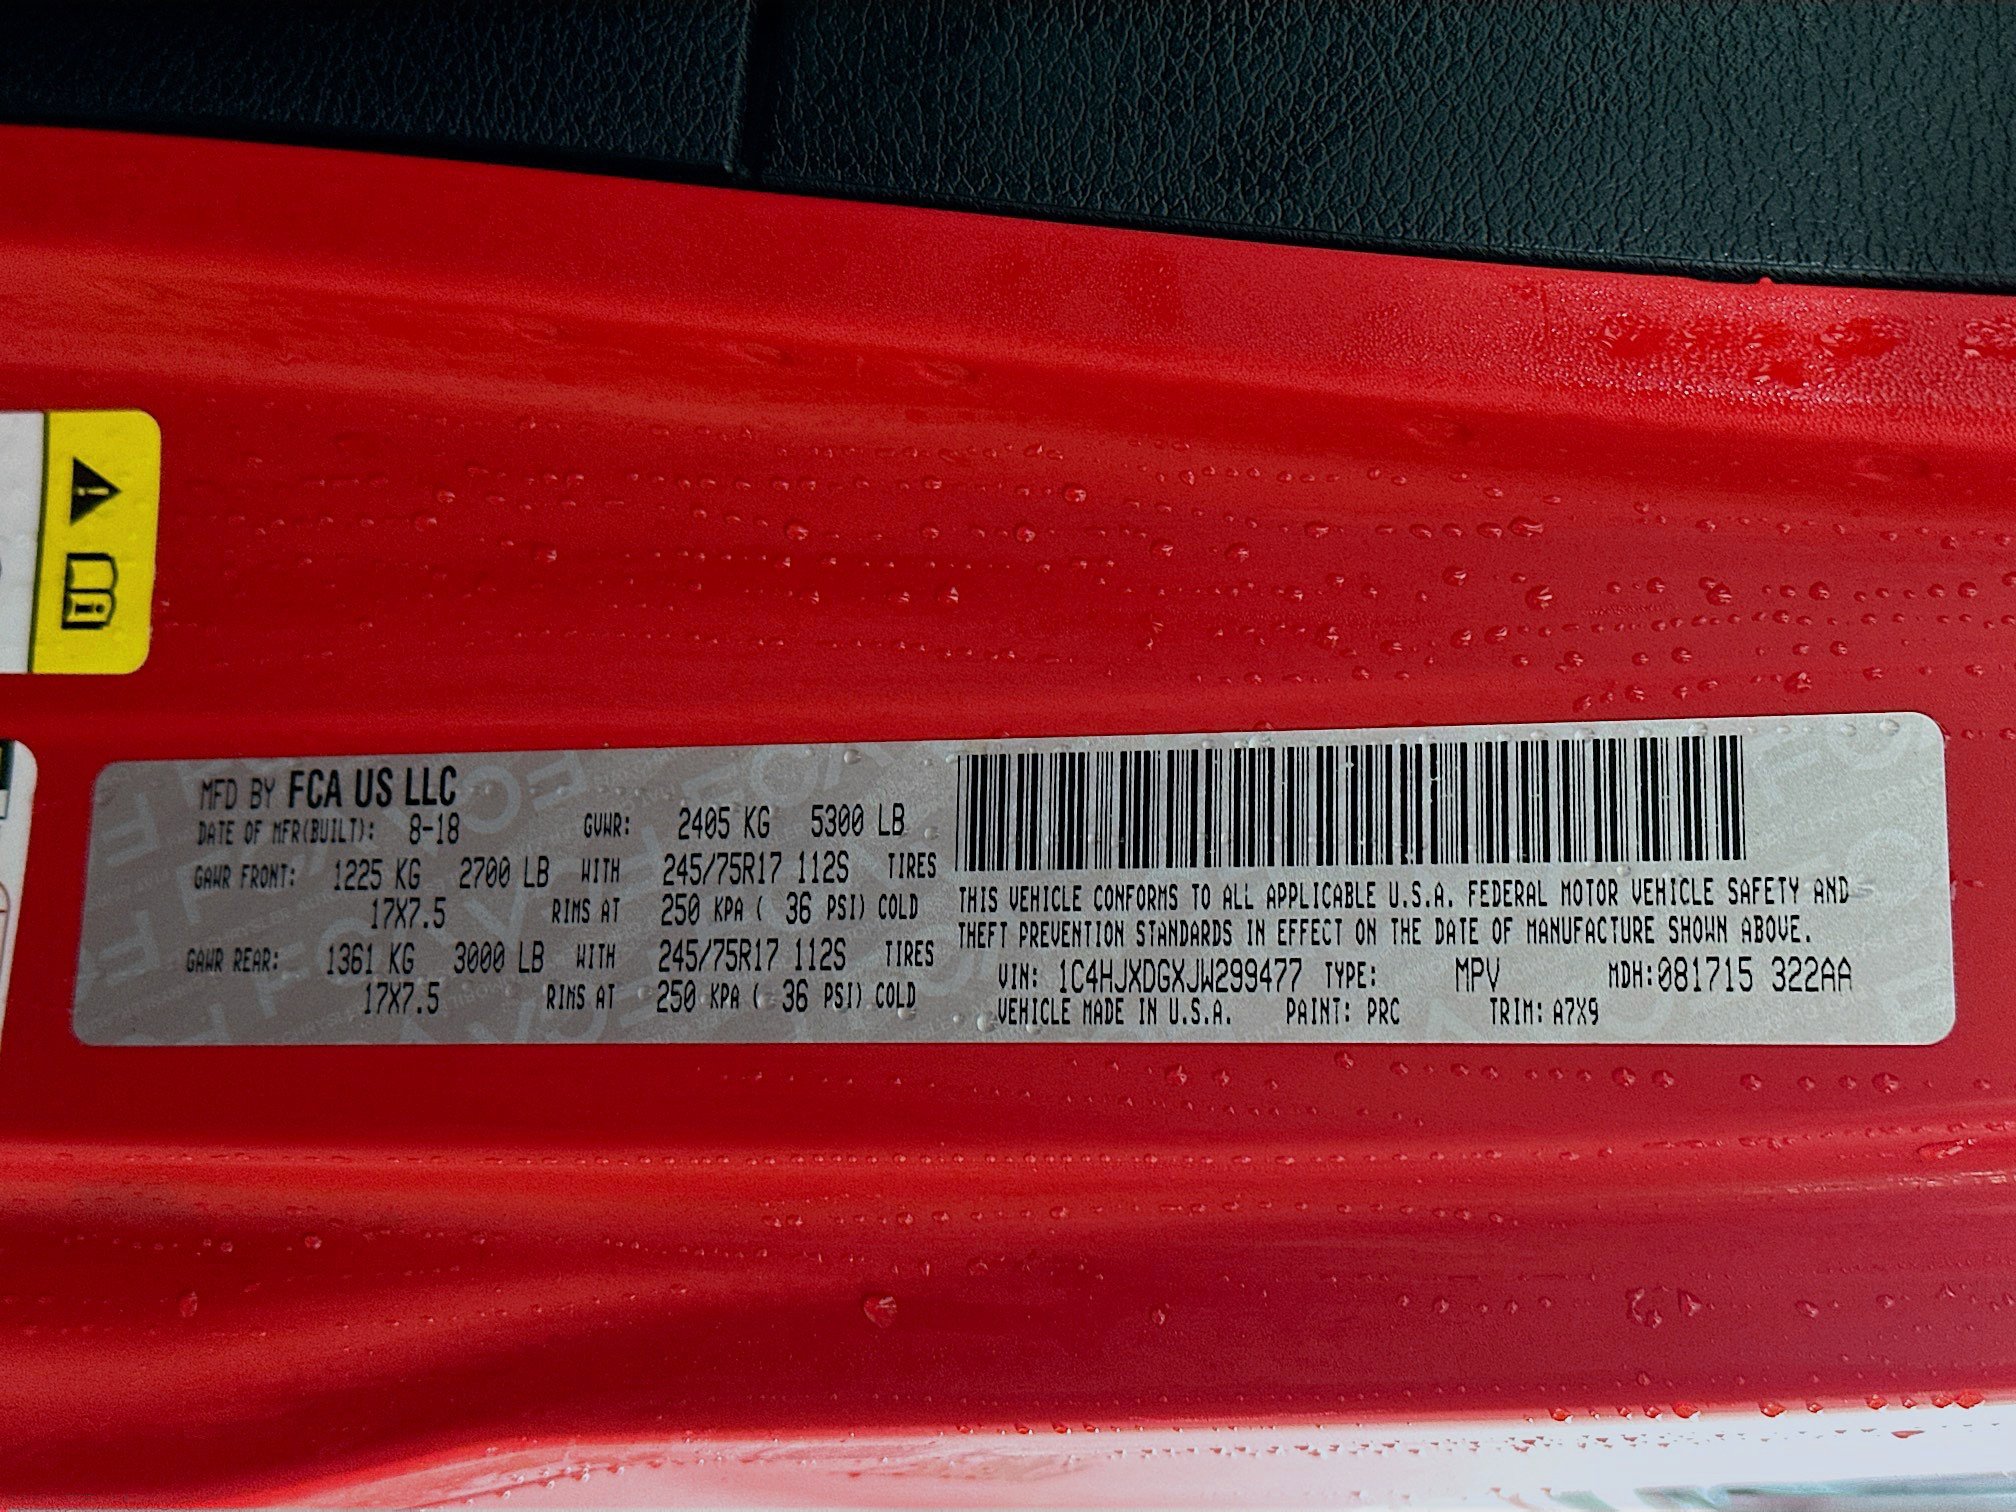 MFD BY FCA US LLC
DATE OF MFR(BUILT): 8-18 GVWR: 2405 KG 5300 LB
GAWR FRONT: 1225 KG 2700 LB WITH 245/75R17 112S TIRES
17X7.5 RIMS AT 250 KPA ( 36 PSI) COLD
GAWR REAR: 1361 KG 3000 LB WITH 245/75R17 112S TIRES
17X7.5 RIMS AT 250 KPA ( 36 PSI) COLD
THIS VEHICLE CONFORMS TO ALL APPLICABLE U.S.A. FEDERAL MOTOR VEHICLE SAFETY AND
THEFT PREVENTION STANDARDS IN EFFECT ON THE DATE OF MANUFACTURE SHOWN ABOVE.
VIN: 1C4HJXDGXJW299477 TYPE: MPV MDH:081715 322AA
VEHICLE MADE IN U.S.A. PAINT: PRC TRIM: A7X9